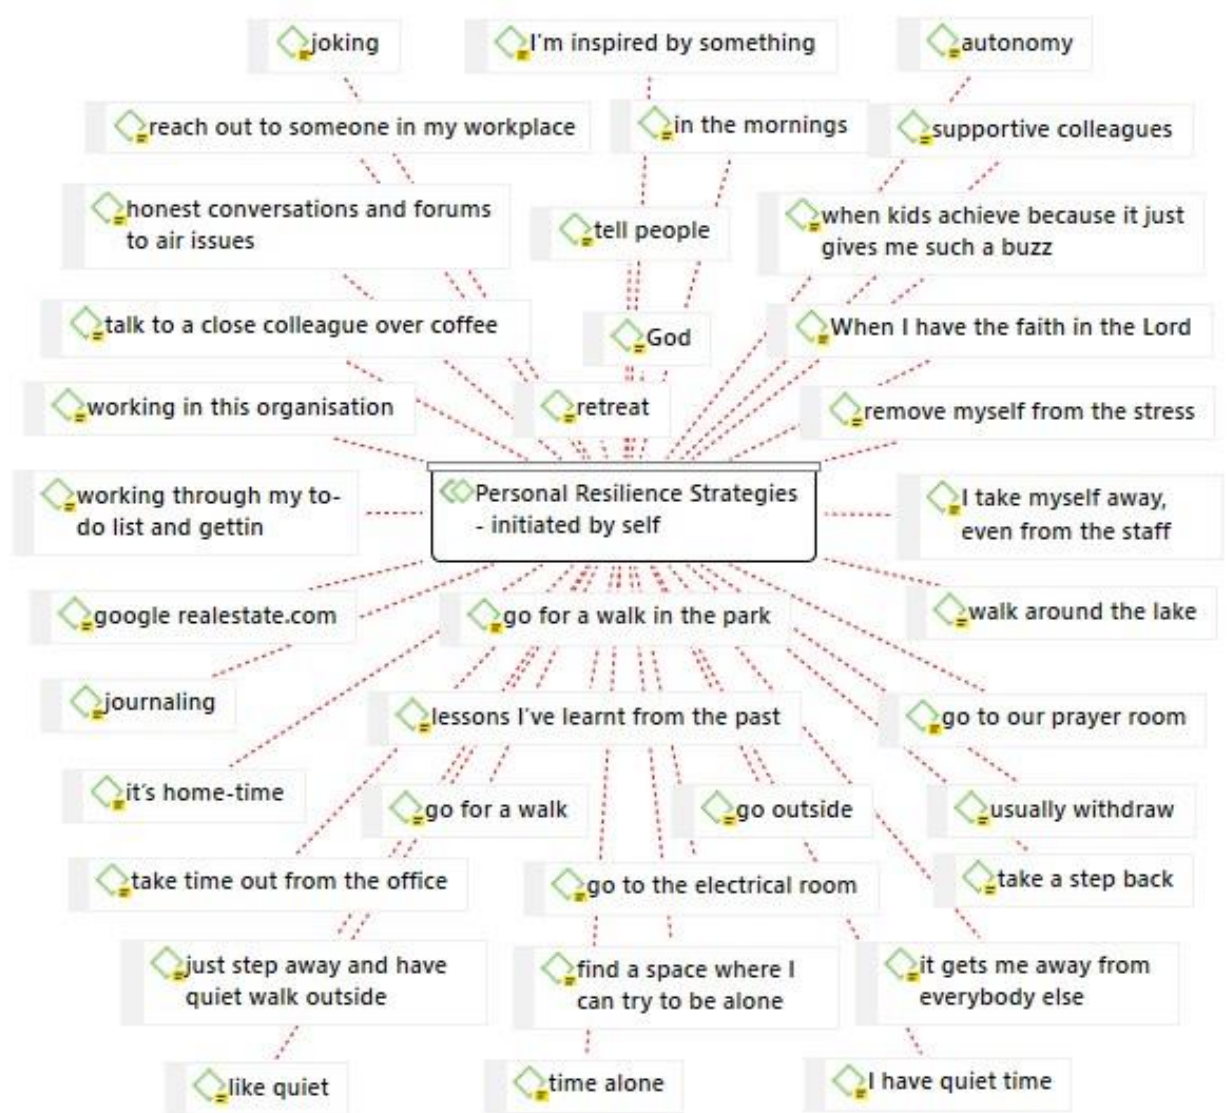 joking
I'm inspired by something
autonomy
reach out to someone in my workplace
in the mornings
supportive colleagues
honest conversations and forums
to air issues
tell people
when kids achieve because it just
gives me such a buzz
talk to a close colleague over coffee
God
When I have the faith in the Lord
working in this organisation
retreat
remove myself from the stress
working through my to-
do list and gettin
Personal Resilience Strategies
- initiated by self
I take myself away,
even from the staff
google realestate.com
go for a walk in the park
walk around the lake
journaling
lessons I've learnt from the past
go to our prayer room
it's home-time
go for a walk
go outside
usually withdraw
take time out from the office
go to the electrical room
take a step back
just step away and have
quiet walk outside
find a space where I
can try to be alone
it gets me away from
everybody else
like quiet
time alone
I have quiet time